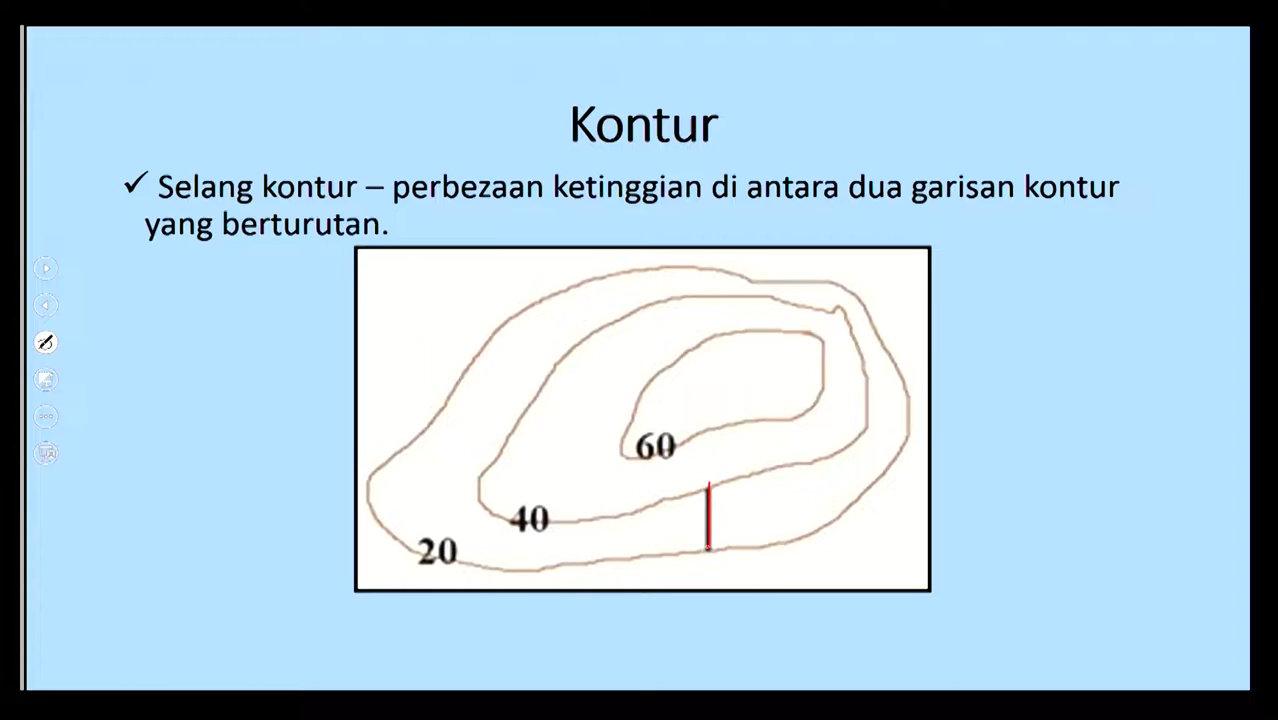 Kontur
✓ Selang kontur – perbezaan ketinggian di antara dua garisan kontur
yang berturutan.
60
40
20